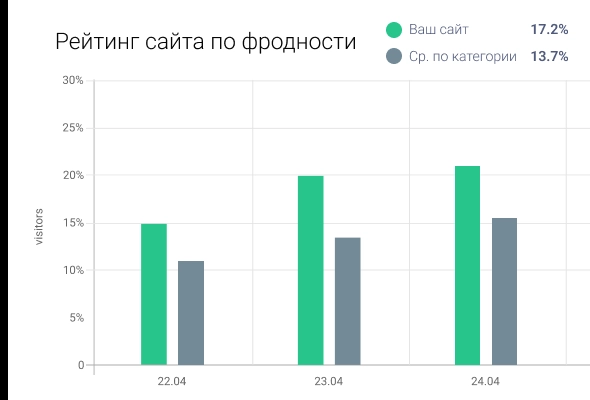 Рейтинг сайта по фродности
Ваш сайт 17.2%
Ср. по категории 13.7%
30%
25%
20%
15%
10%
5%
0
visitors
22.04 23.04 24.04